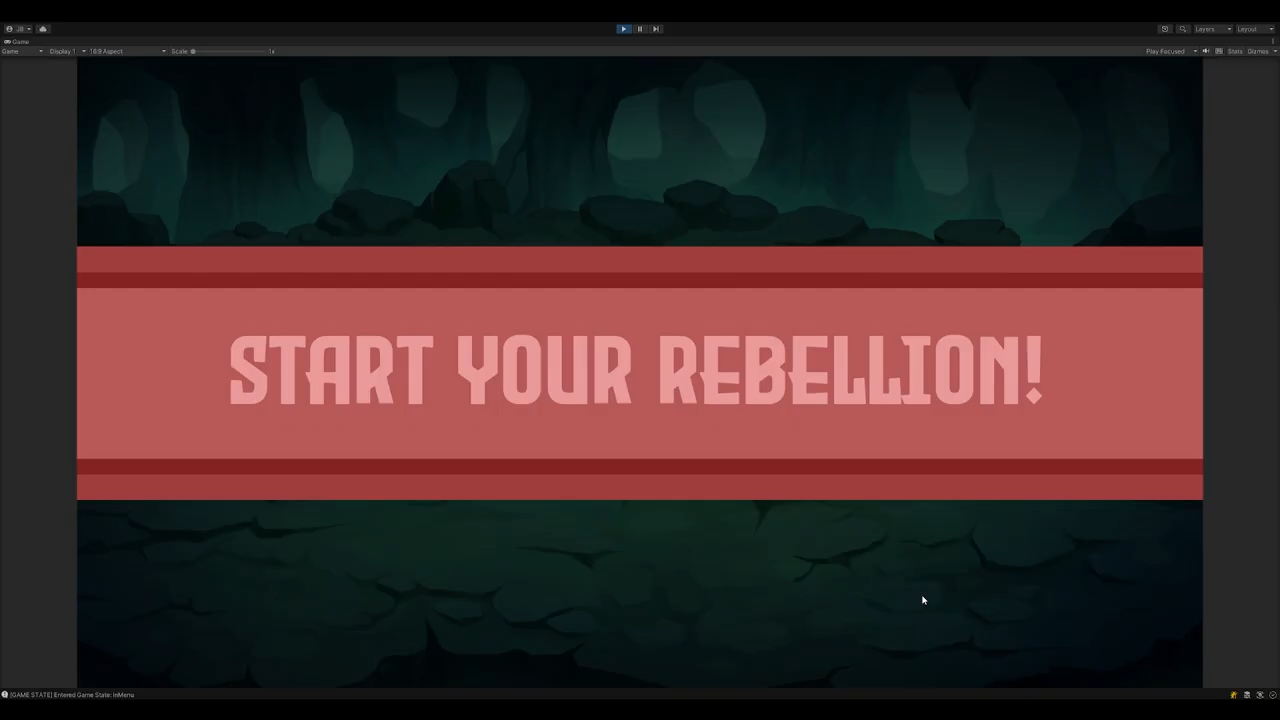 Game
Game Display 1 16:9 Aspect Scale 1x Play Focused Stats Gizmos
Layers Layout
START YOUR REBELLION!
[GAME STATE] Entered Game State: InMenu